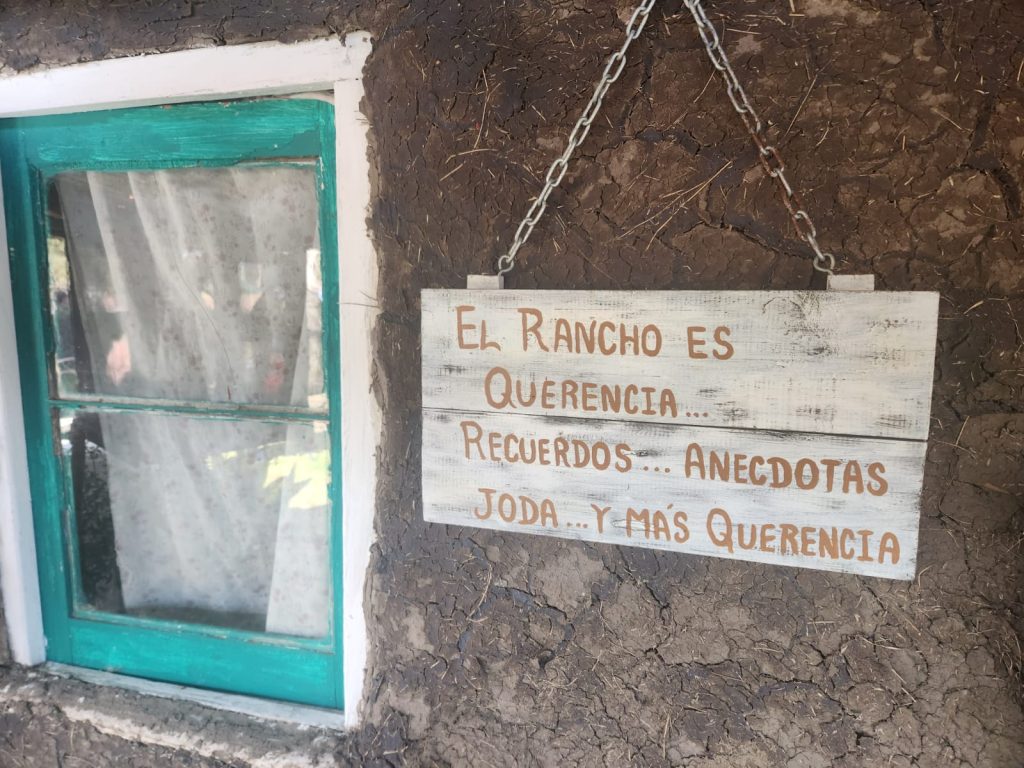 El Rancho es
Querencia...
Recuerdos... Anecdotas
Joda... y más Querencia